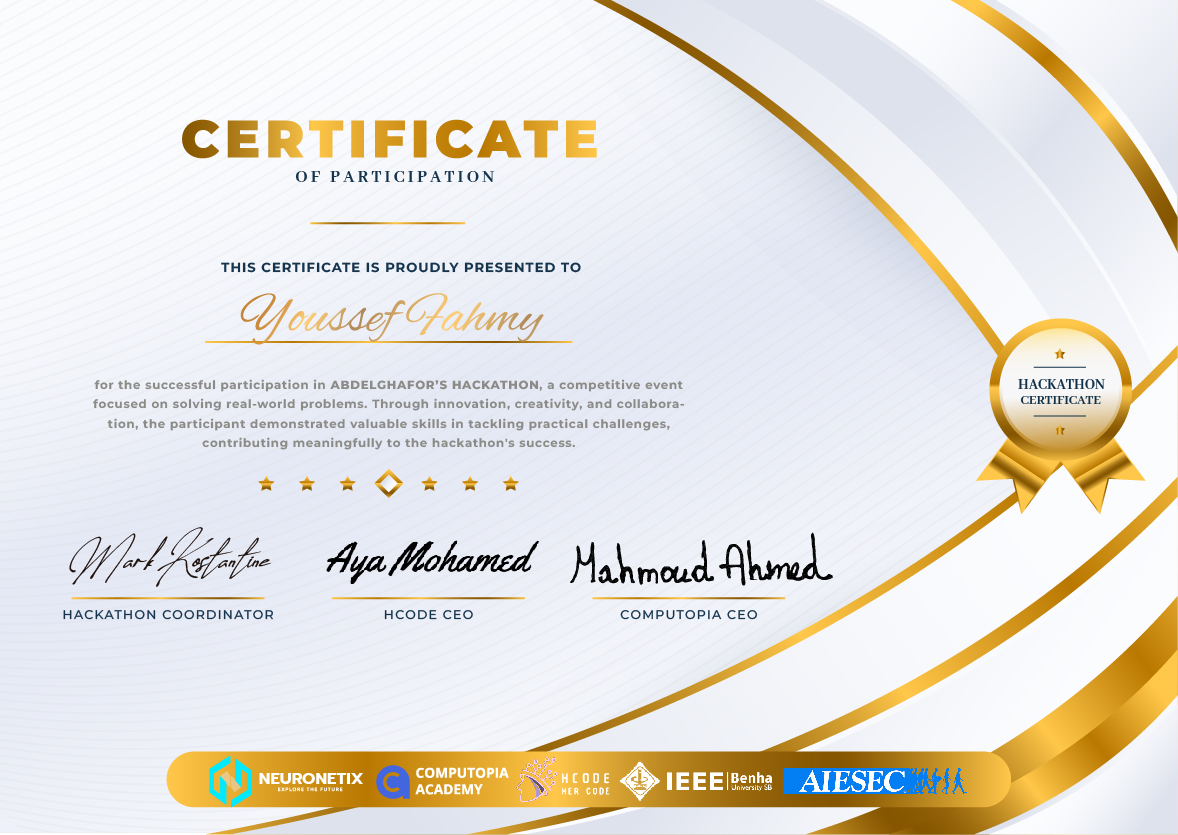 CERTIFICATE
OF PARTICIPATION
THIS CERTIFICATE IS PROUDLY PRESENTED TO
Youssef Fahmy
for the successful participation in ABDELGHAFOR’S HACKATHON, a competitive event
focused on solving real-world problems. Through innovation, creativity, and collabora-
tion, the participant demonstrated valuable skills in tackling practical challenges,
contributing meaningfully to the hackathon's success.
HACKATHON
CERTIFICATE
Mark Kostantine
Aya Mohamed
Mahmoud Ahmed
HACKATHON COORDINATOR
HCODE CEO
COMPUTOPIA CEO
NEURONETIX
EXPLORE THE FUTURE
COMPUTOPIA
ACADEMY
HCODE
HER CODE
IEEE
Benha
University SB
AIESEC